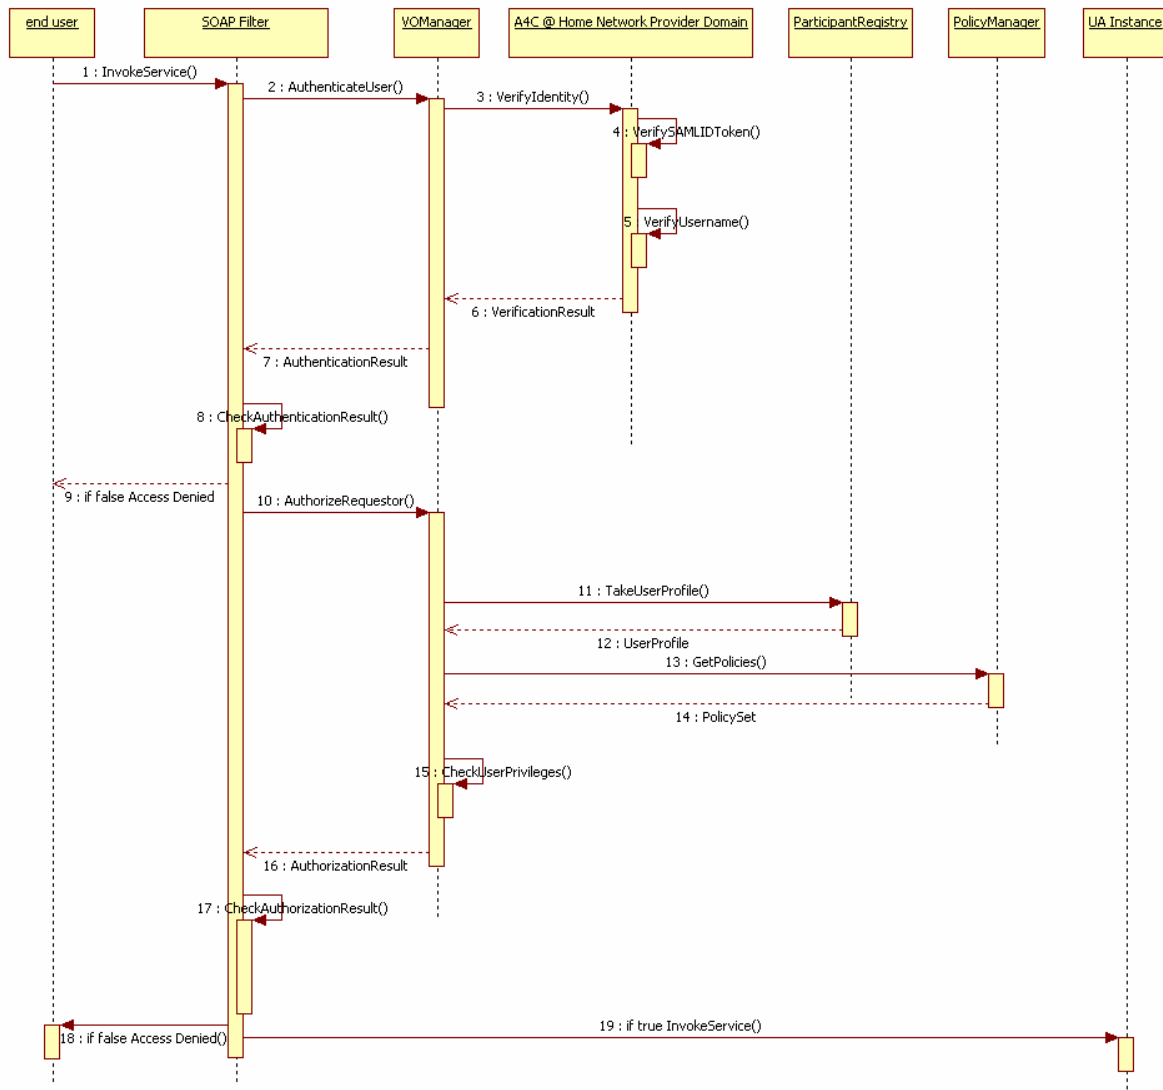 end user
SOAP Filter
VOManager
A4C @ Home Network Provider Domain
ParticipantRegistry
PolicyManager
UA Instance
1 : InvokeService()
2 : AuthenticateUser()
3 : VerifyIdentity()
4 : VerifySAMLIDToken()
5 : VerifyUsername()
6 : VerificationResult
7 : AuthenticationResult
8 : CheckAuthenticationResult()
9 : if false Access Denied
10 : AuthorizeRequestor()
11 : TakeUserProfile()
12 : UserProfile
13 : GetPolicies()
14 : PolicySet
15 : CheckUserPrivileges()
16 : AuthorizationResult
17 : CheckAuthorizationResult()
18 : if false Access Denied()
19 : if true InvokeService()